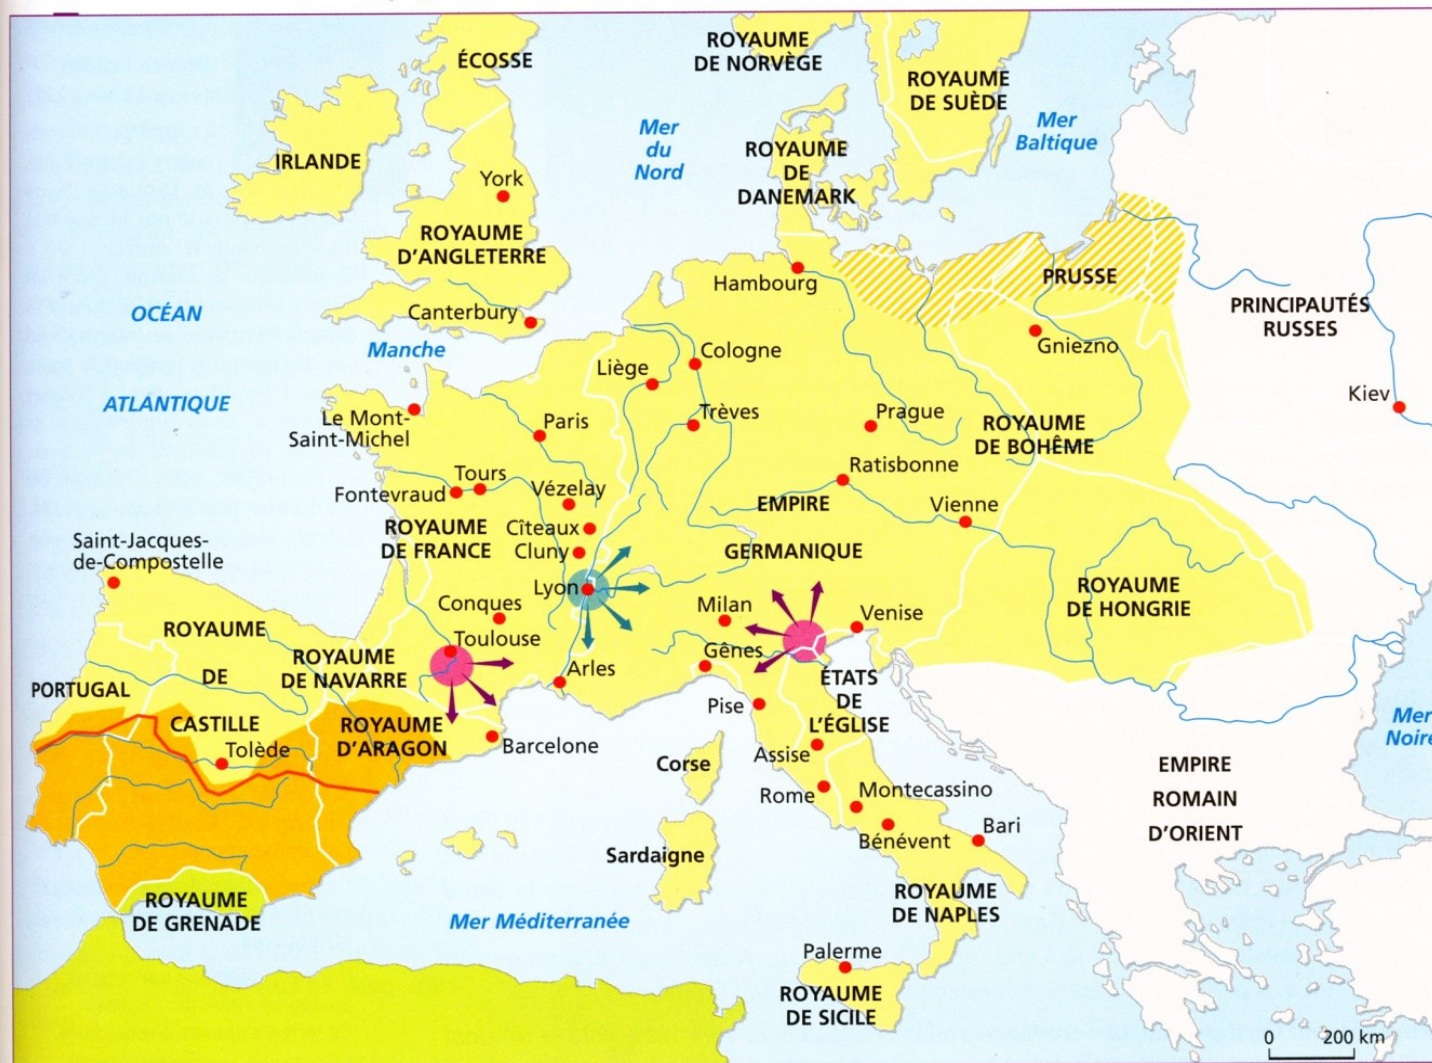 ÉCOSSE
ROYAUME
DE NORVÈGE
ROYAUME
DE SUÈDE
Mer
Baltique
Mer
du
Nord
IRLANDE
ROYAUME
DE
DANEMARK
York
ROYAUME
D'ANGLETERRE
Hambourg
PRUSSE
PRINCIPAUTÉS
RUSSES
OCÉAN
ATLANTIQUE
Canterbury
Manche
Gniezno
Cologne
Liège
Kiev
Le Mont-
Saint-Michel
Paris
Trèves
Prague
ROYAUME
DE BOHÊME
Ratisbonne
Tours
Fontevraud
Vézelay
EMPIRE
GERMANIQUE
Vienne
ROYAUME
DE FRANCE
Cîteaux
Cluny
Saint-Jacques-
de-Compostelle
Lyon
ROYAUME
DE HONGRIE
Conques
Milan
Venise
Toulouse
Gênes
ROYAUME
DE
CASTILLE
ROYAUME
DE NAVARRE
Arles
PORTUGAL
ÉTATS
DE
L'ÉGLISE
Pise
ROYAUME
D'ARAGON
Tolède
Barcelone
Mer
Noire
Corse
Assise
EMPIRE
ROMAIN
D'ORIENT
Rome
Montecassino
Bénévent
Bari
Sardaigne
ROYAUME
DE GRENADE
Mer Méditerranée
ROYAUME
DE NAPLES
Palerme
ROYAUME
DE SICILE
0 200 km